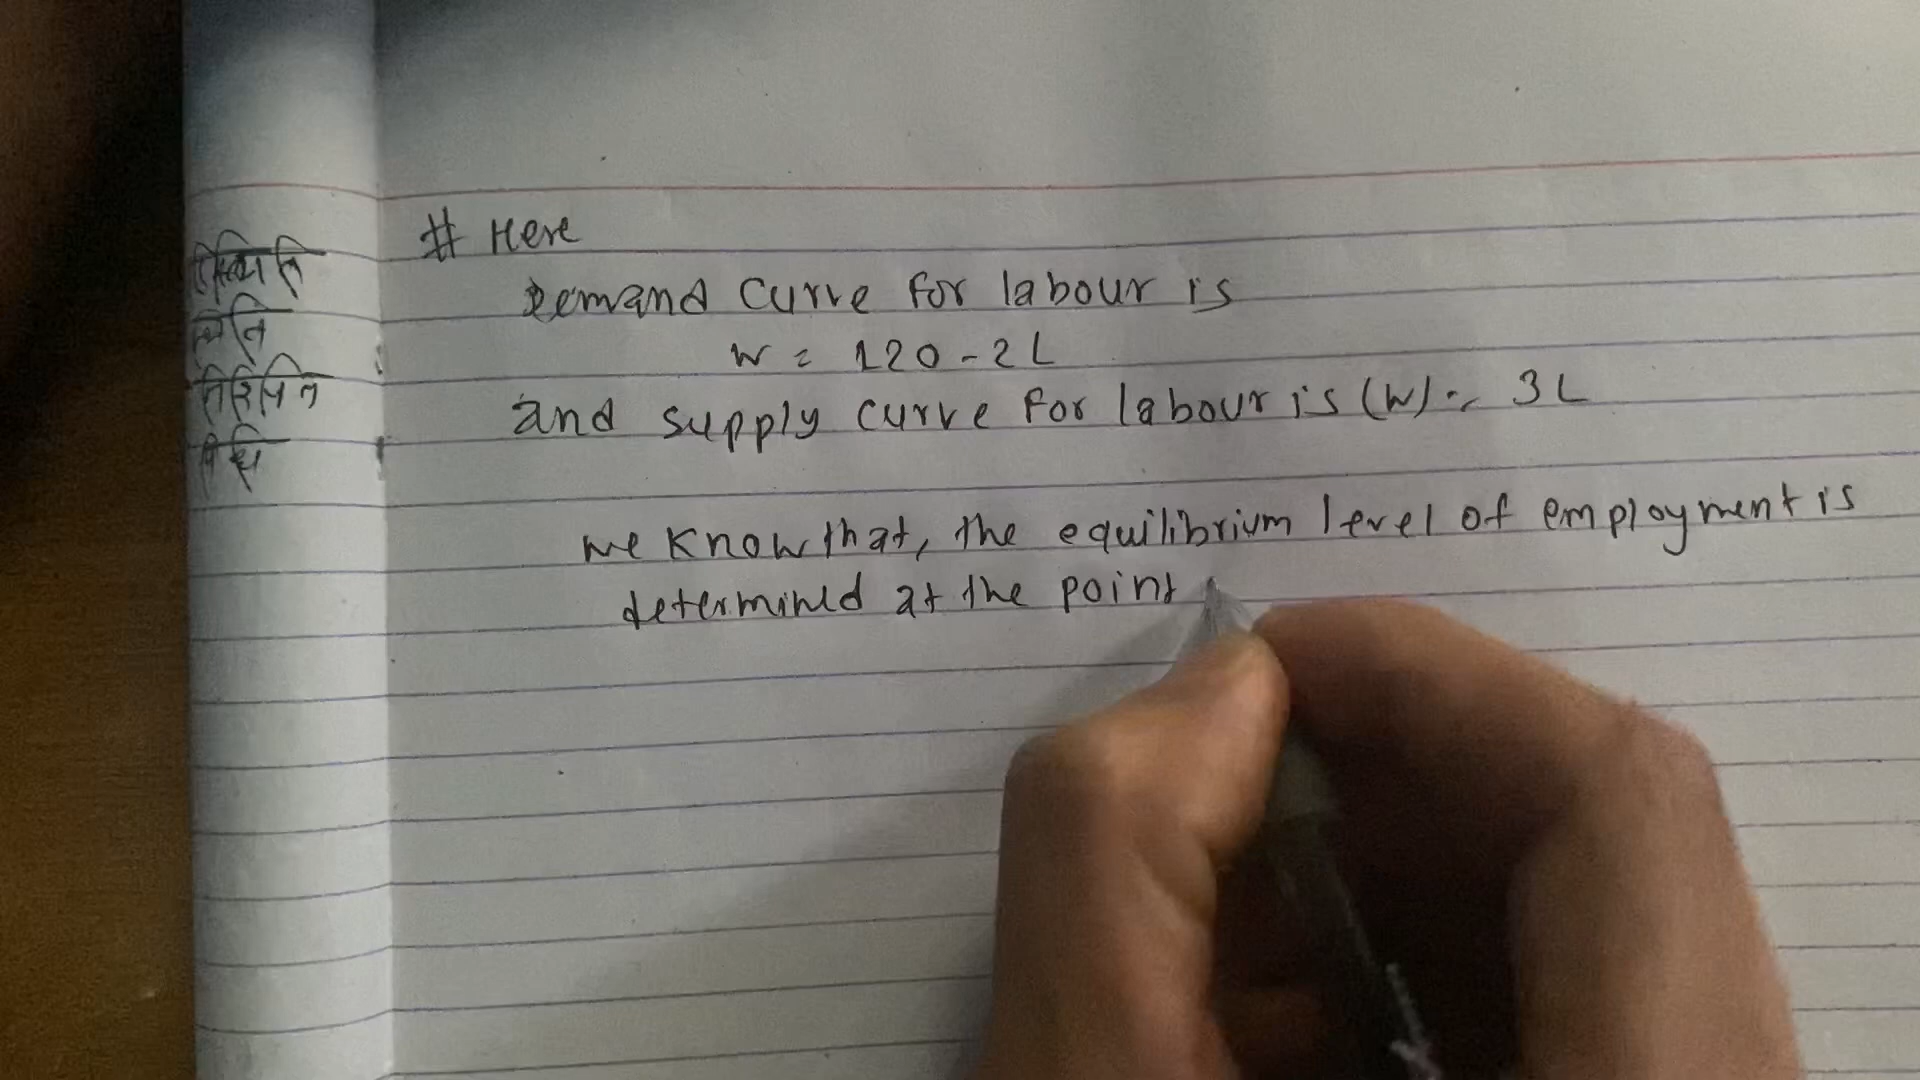 # Here
Demand curve for labour is
W = 120 - 2L
and supply curve for labour is (W) = 3L
we know that, the equilibrium level of employment is
determined at the point